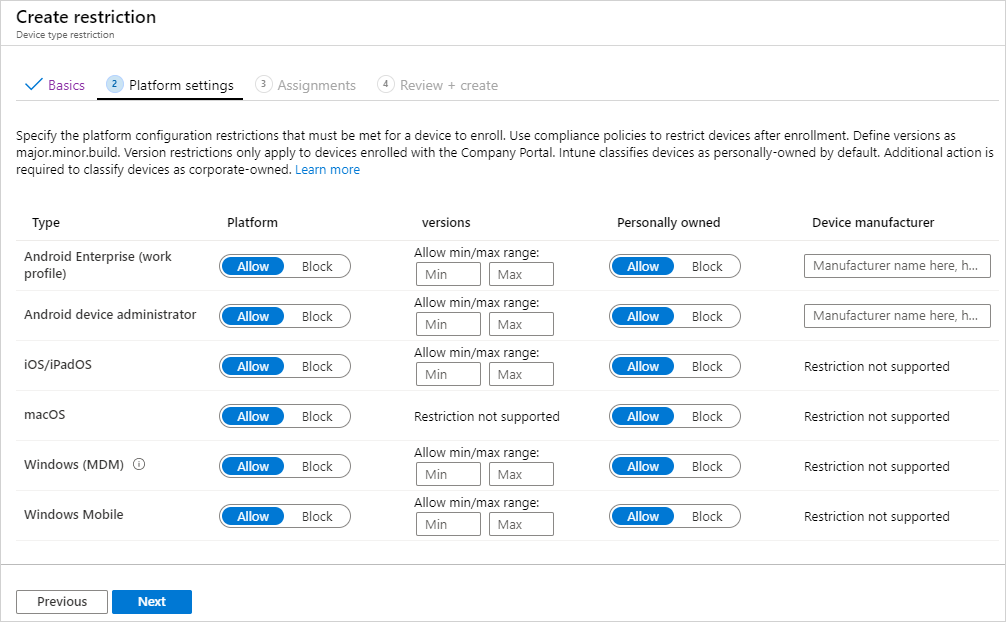 Create restriction
Device type restriction
Basics
2 Platform settings
3 Assignments
4 Review + create
Specify the platform configuration restrictions that must be met for a device to enroll. Use compliance policies to restrict devices after enrollment. Define versions as
major.minor.build. Version restrictions only apply to devices enrolled with the Company Portal. Intune classifies devices as personally-owned by default. Additional action is
required to classify devices as corporate-owned. Learn more
Type Platform versions Personally owned Device manufacturer
Android Enterprise (work
profile)
Allow Block
Allow min/max range:
Min Max
Allow Block
Manufacturer name here, h...
Android device administrator
Allow Block
Allow min/max range:
Min Max
Allow Block
Manufacturer name here, h...
iOS/iPadOS
Allow Block
Allow min/max range:
Min Max
Allow Block
Restriction not supported
macOS
Allow Block
Restriction not supported
Allow Block
Restriction not supported
Windows (MDM)
Allow Block
Allow min/max range:
Min Max
Allow Block
Restriction not supported
Windows Mobile
Allow Block
Allow min/max range:
Min Max
Allow Block
Restriction not supported
Previous Next